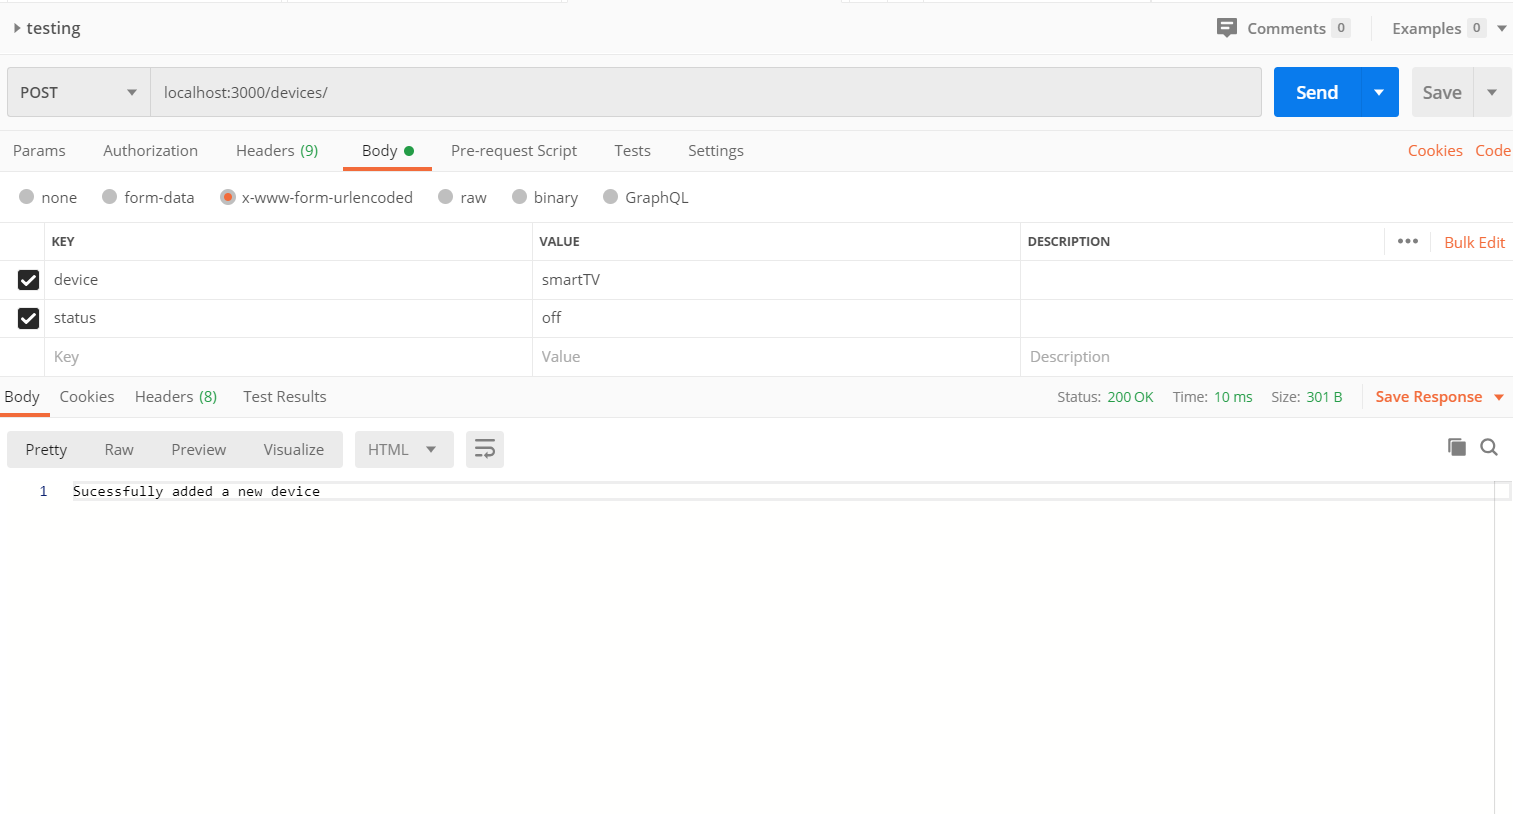 testing Comments 0 Examples 0
POST localhost:3000/devices/ Send Save
Params Authorization Headers (9) Body Pre-request Script Tests Settings Cookies Code
none form-data x-www-form-urlencoded raw binary GraphQL
KEY VALUE DESCRIPTION ••• Bulk Edit
device smartTV
status off
Key Value Description
Body Cookies Headers (8) Test Results Status: 200 OK Time: 10 ms Size: 301 B Save Response
Pretty Raw Preview Visualize HTML
1 Sucessfully added a new device